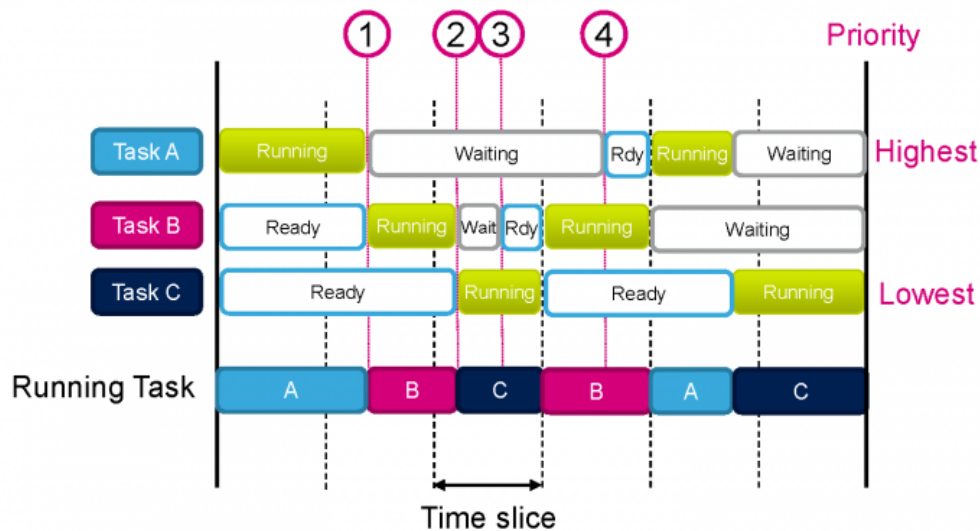 1 2 3 4 Priority
Task A Running Waiting Rdy Running Waiting Highest
Task B Ready Running Wait Rdy Running Waiting
Task C Ready Running Ready Running Lowest
Running Task A B C B A C
Time slice